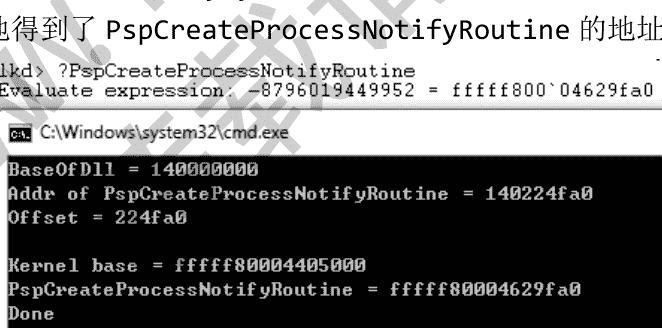 地得到了 PspCreateProcessNotifyRoutine 的地址
lkd> ?PspCreateProcessNotifyRoutine
Evaluate expression: -8796019449952 = fffff800`04629fa0
C:\Windows\system32\cmd.exe
BaseOfDll = 140000000
Addr of PspCreateProcessNotifyRoutine = 140224fa0
Offset = 224fa0
Kernel base = fffff80004405000
PspCreateProcessNotifyRoutine = fffff80004629fa0
Done